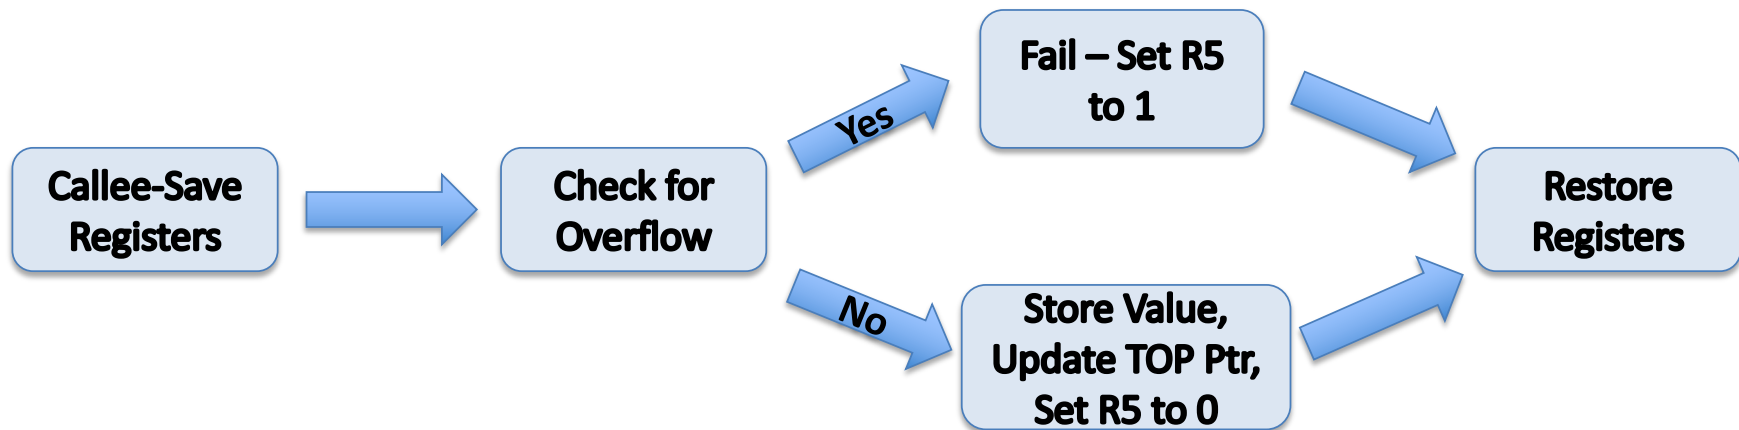 Callee-Save
Registers
Check for
Overflow
Yes
No
Fail – Set R5
to 1
Store Value,
Update TOP Ptr,
Set R5 to 0
Restore
Registers